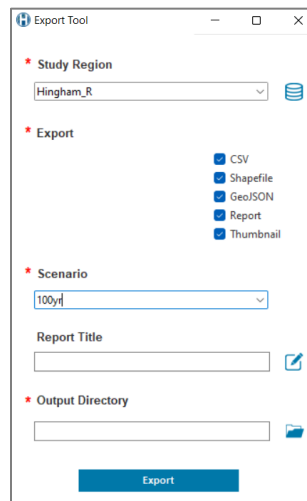 Export Tool
* Study Region
Hingham_R
* Export
CSV
Shapefile
GeoJSON
Report
Thumbnail
* Scenario
100yr
Report Title
* Output Directory
Export